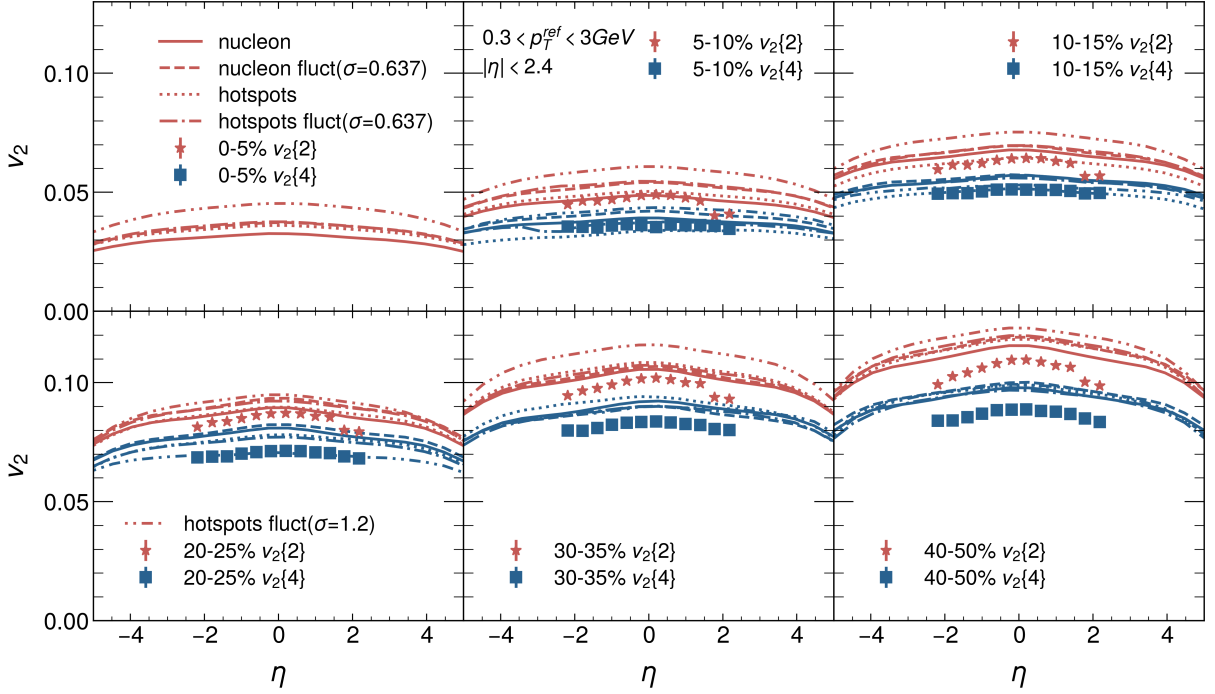 nucleon
nucleon fluct(σ=0.637)
hotspots
hotspots fluct(σ=0.637)
0-5% v₂{2}
0-5% v₂{4}
0.3 < p_T^ref < 3GeV
|η| < 2.4
5-10% v₂{2}
5-10% v₂{4}
10-15% v₂{2}
10-15% v₂{4}
v₂
0.10
0.05
0.00
hotspots fluct(σ=1.2)
20-25% v₂{2}
20-25% v₂{4}
30-35% v₂{2}
30-35% v₂{4}
40-50% v₂{2}
40-50% v₂{4}
v₂
0.10
0.05
0.00
−4 −2 0 2 4
−4 −2 0 2 4
−4 −2 0 2 4
η
η
η